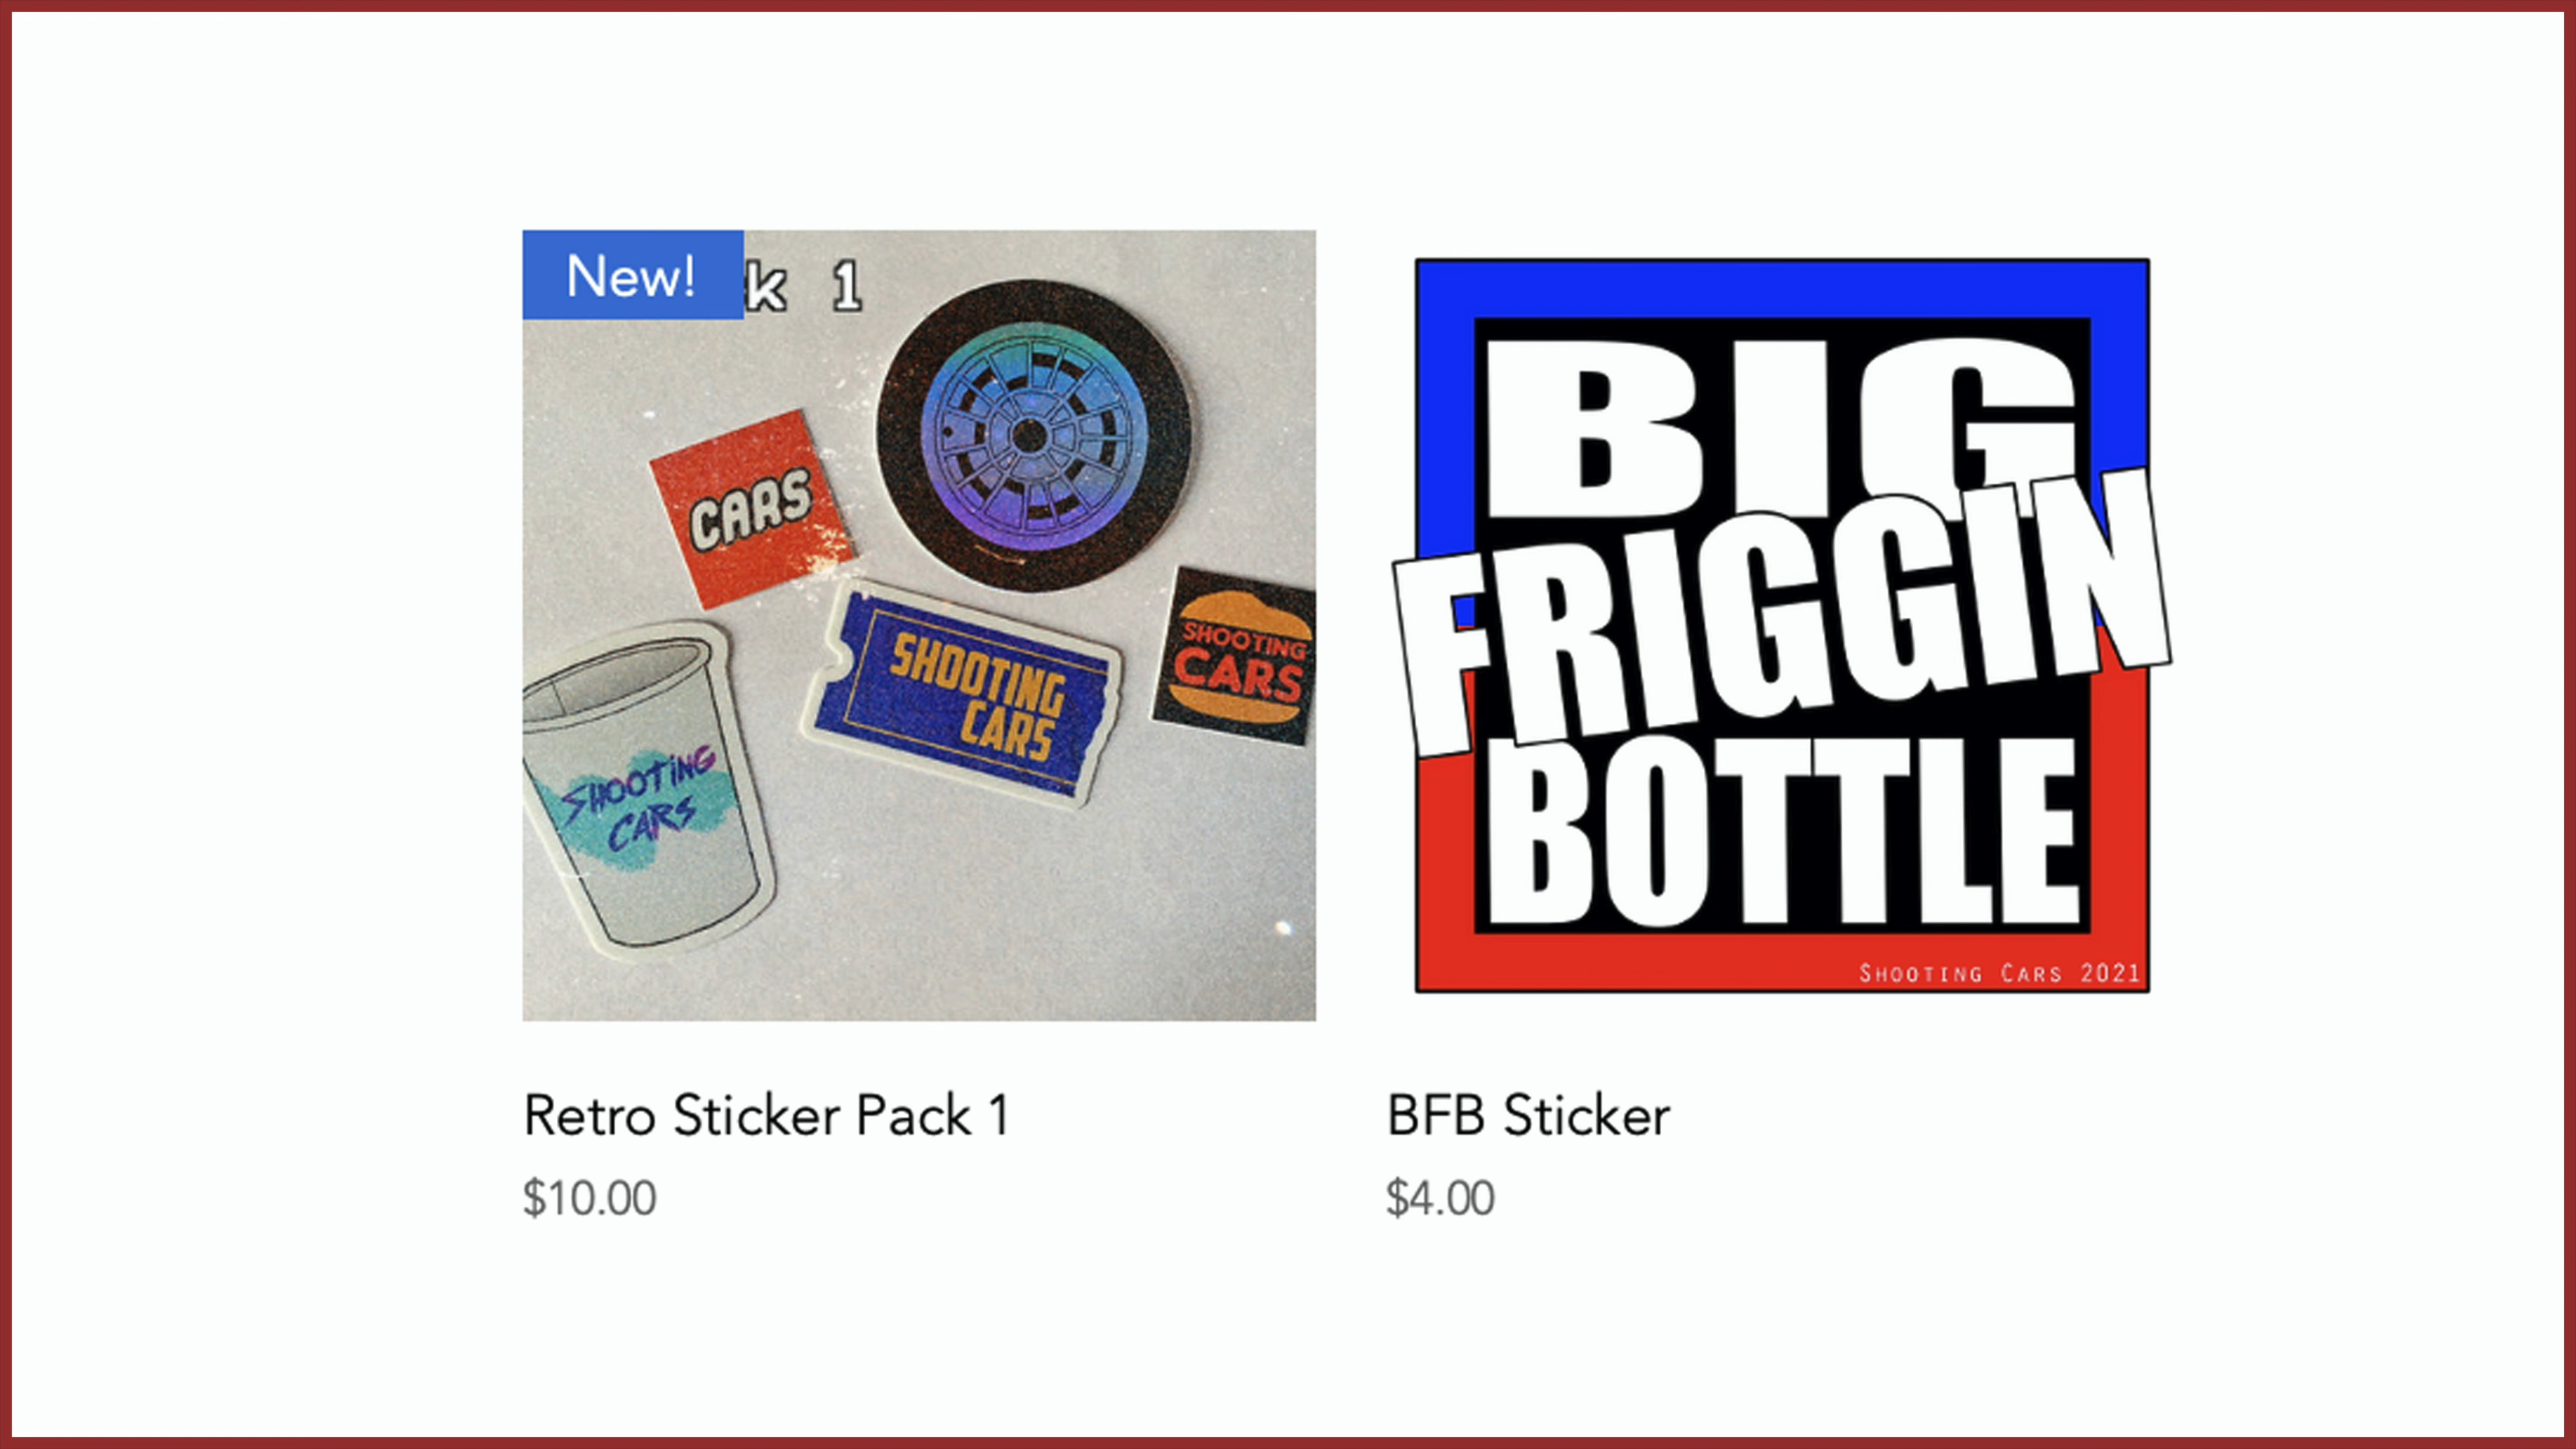 New!
k 1
CARS
SHOOTING
CARS
SHOOTING
CARS
SHOOTING
CARS
Retro Sticker Pack 1
$10.00
BIG
FRIGGIN
BOTTLE
SHOOTING CARS 2021
BFB Sticker
$4.00